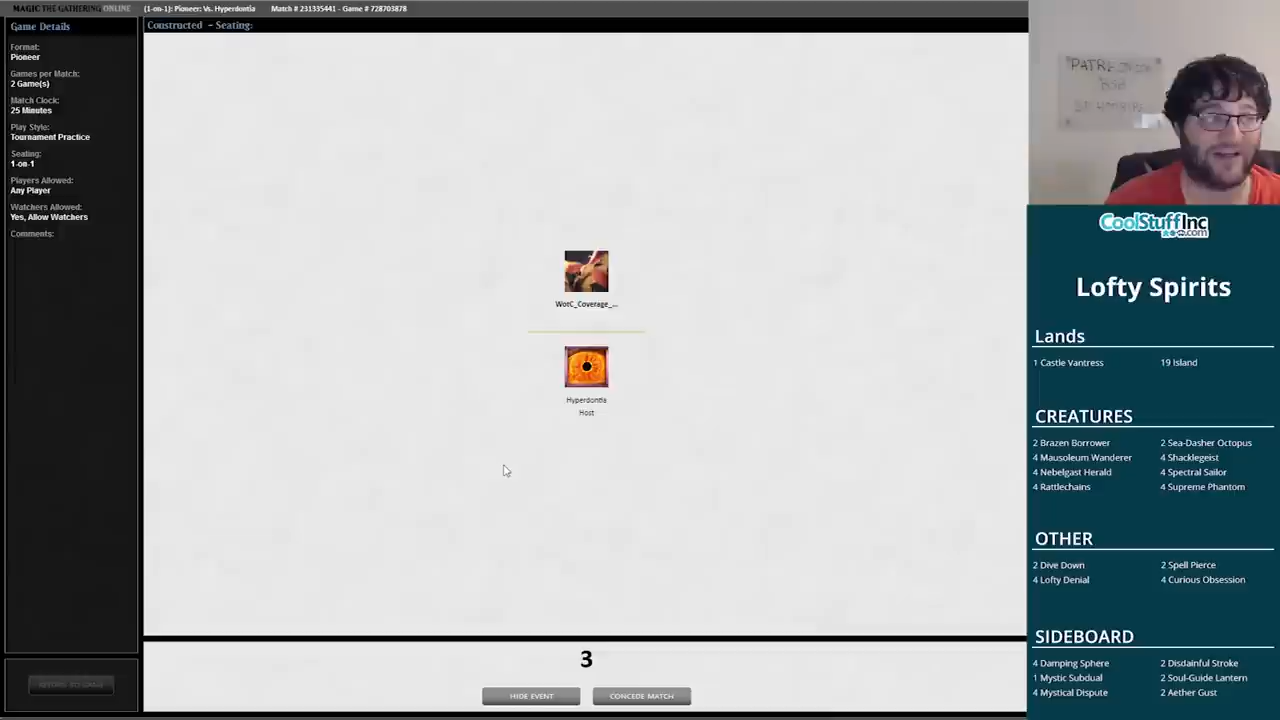 MAGIC THE GATHERING ONLINE
(1-on-1): Pioneer: Vs. Hyperdontia
Match # 231335441 - Game # 728703878
Game Details
Format:
Pioneer
Games per Match:
2 Game(s)
Match Clock:
25 Minutes
Play Style:
Tournament Practice
Seating:
1-on-1
Players Allowed:
Any Player
Watchers Allowed:
Yes, Allow Watchers
Comments:
Constructed - Seating:
WotC_Coverage_...
Hyperdontia
Host
3
HIDE EVENT
CONCEDE MATCH
RETURN TO GAME
CoolStuffInc
.com
Lofty Spirits
Lands
1 Castle Vantress
19 Island
CREATURES
2 Brazen Borrower
2 Sea-Dasher Octopus
4 Mausoleum Wanderer
4 Shacklegeist
4 Nebelgast Herald
4 Spectral Sailor
4 Rattlechains
4 Supreme Phantom
OTHER
2 Dive Down
2 Spell Pierce
4 Lofty Denial
4 Curious Obsession
SIDEBOARD
4 Damping Sphere
2 Disdainful Stroke
1 Mystic Subdual
2 Soul-Guide Lantern
4 Mystical Dispute
2 Aether Gust